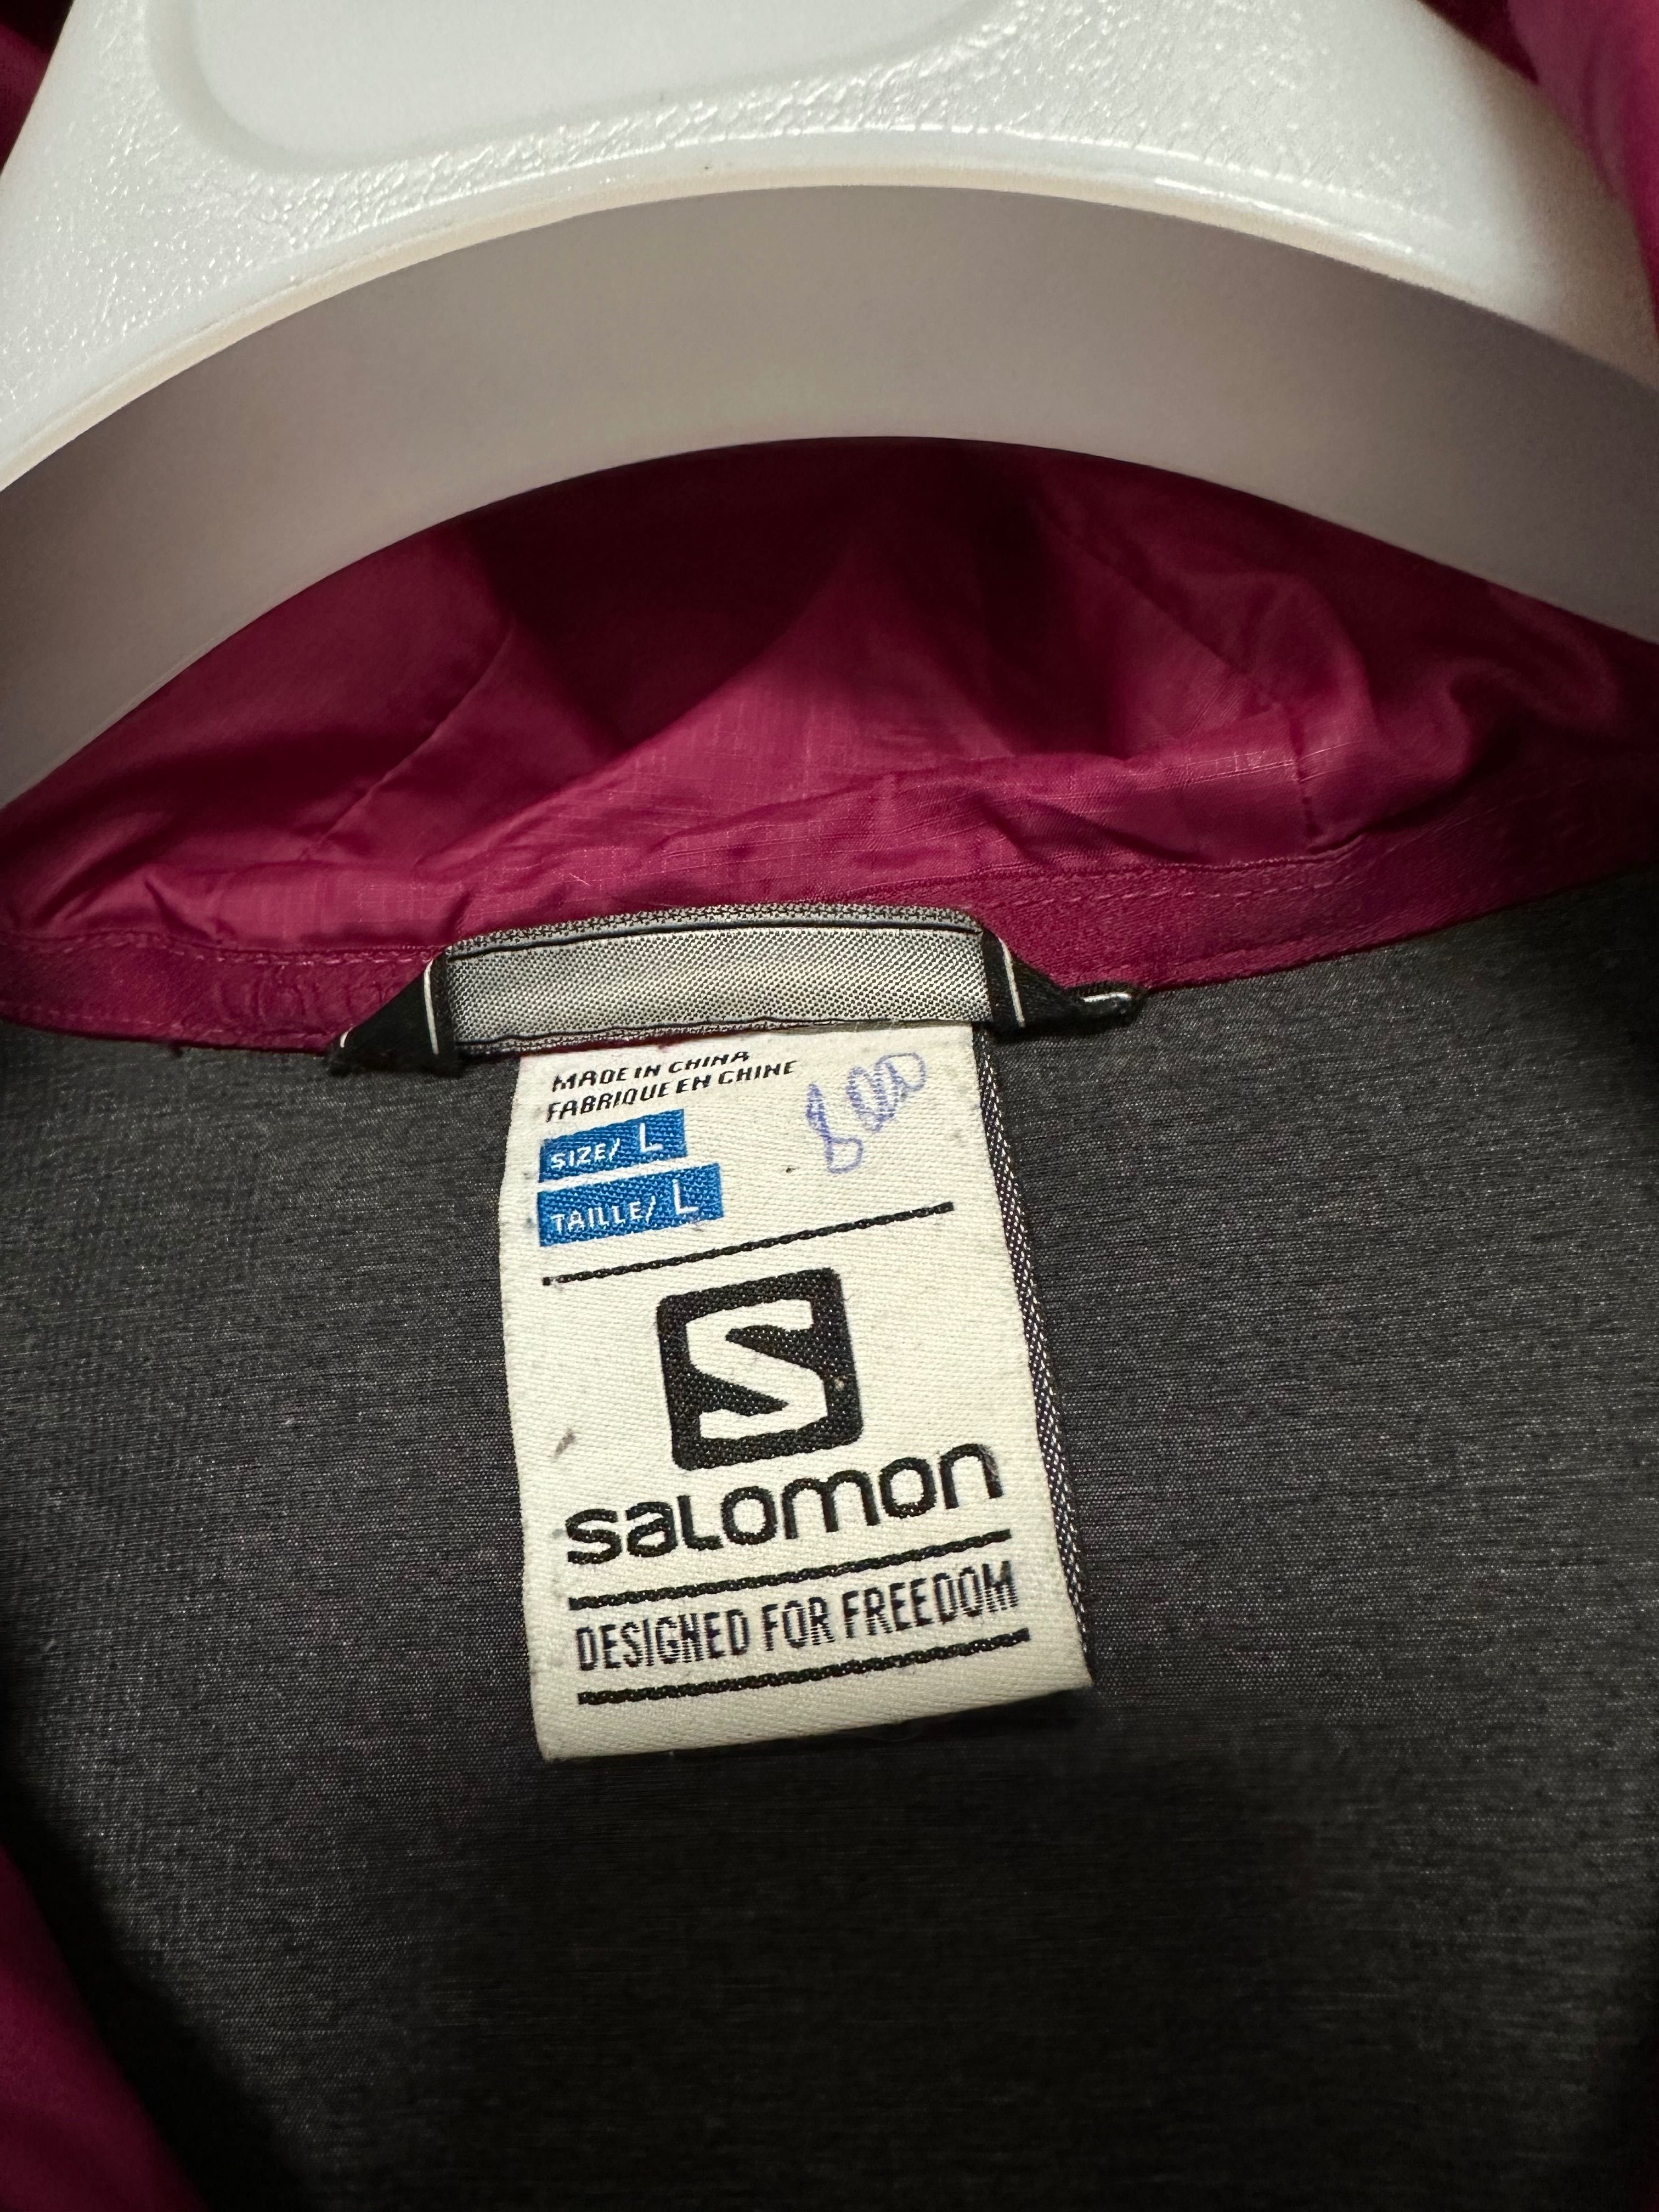 MADE IN CHINA
FABRIQUE EN CHINE
SIZE/ L
TAILLE/ L
S
SALOMON
DESIGNED FOR FREEDOM